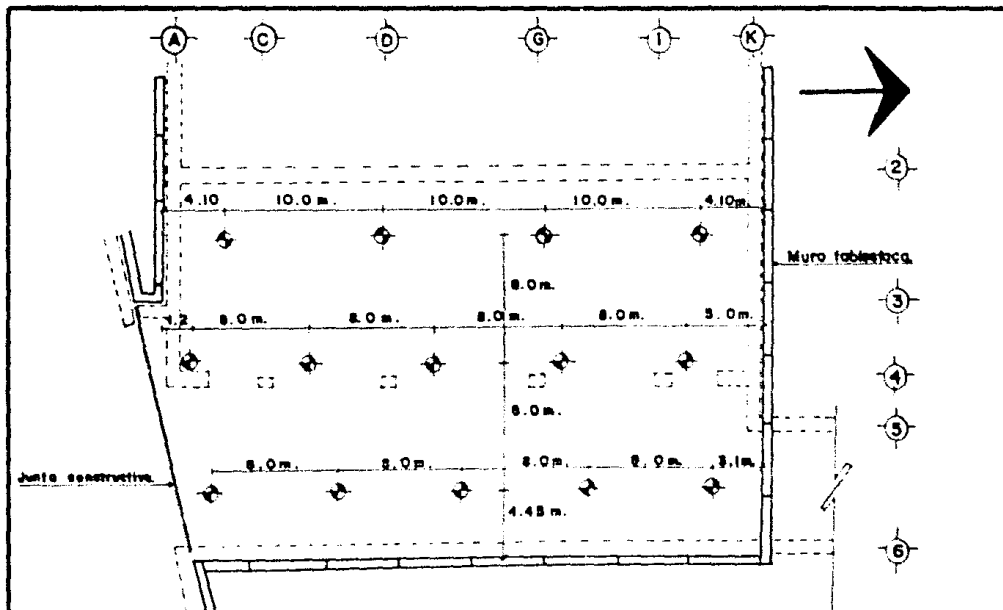 A C D G I K
2
4.10 10.0 m. 10.0 m. 10.0 m. 4.10 m.
Muro tablestaca.
8.0 m.
3
1.2 8.0 m. 8.0 m. 8.0 m. 8.0 m. 5.0 m.
4
8.0 m.
5
8.0 m. 8.0 m. 8.0 m. 8.0 m. 3.1 m.
Junta constructiva.
4.45 m.
6